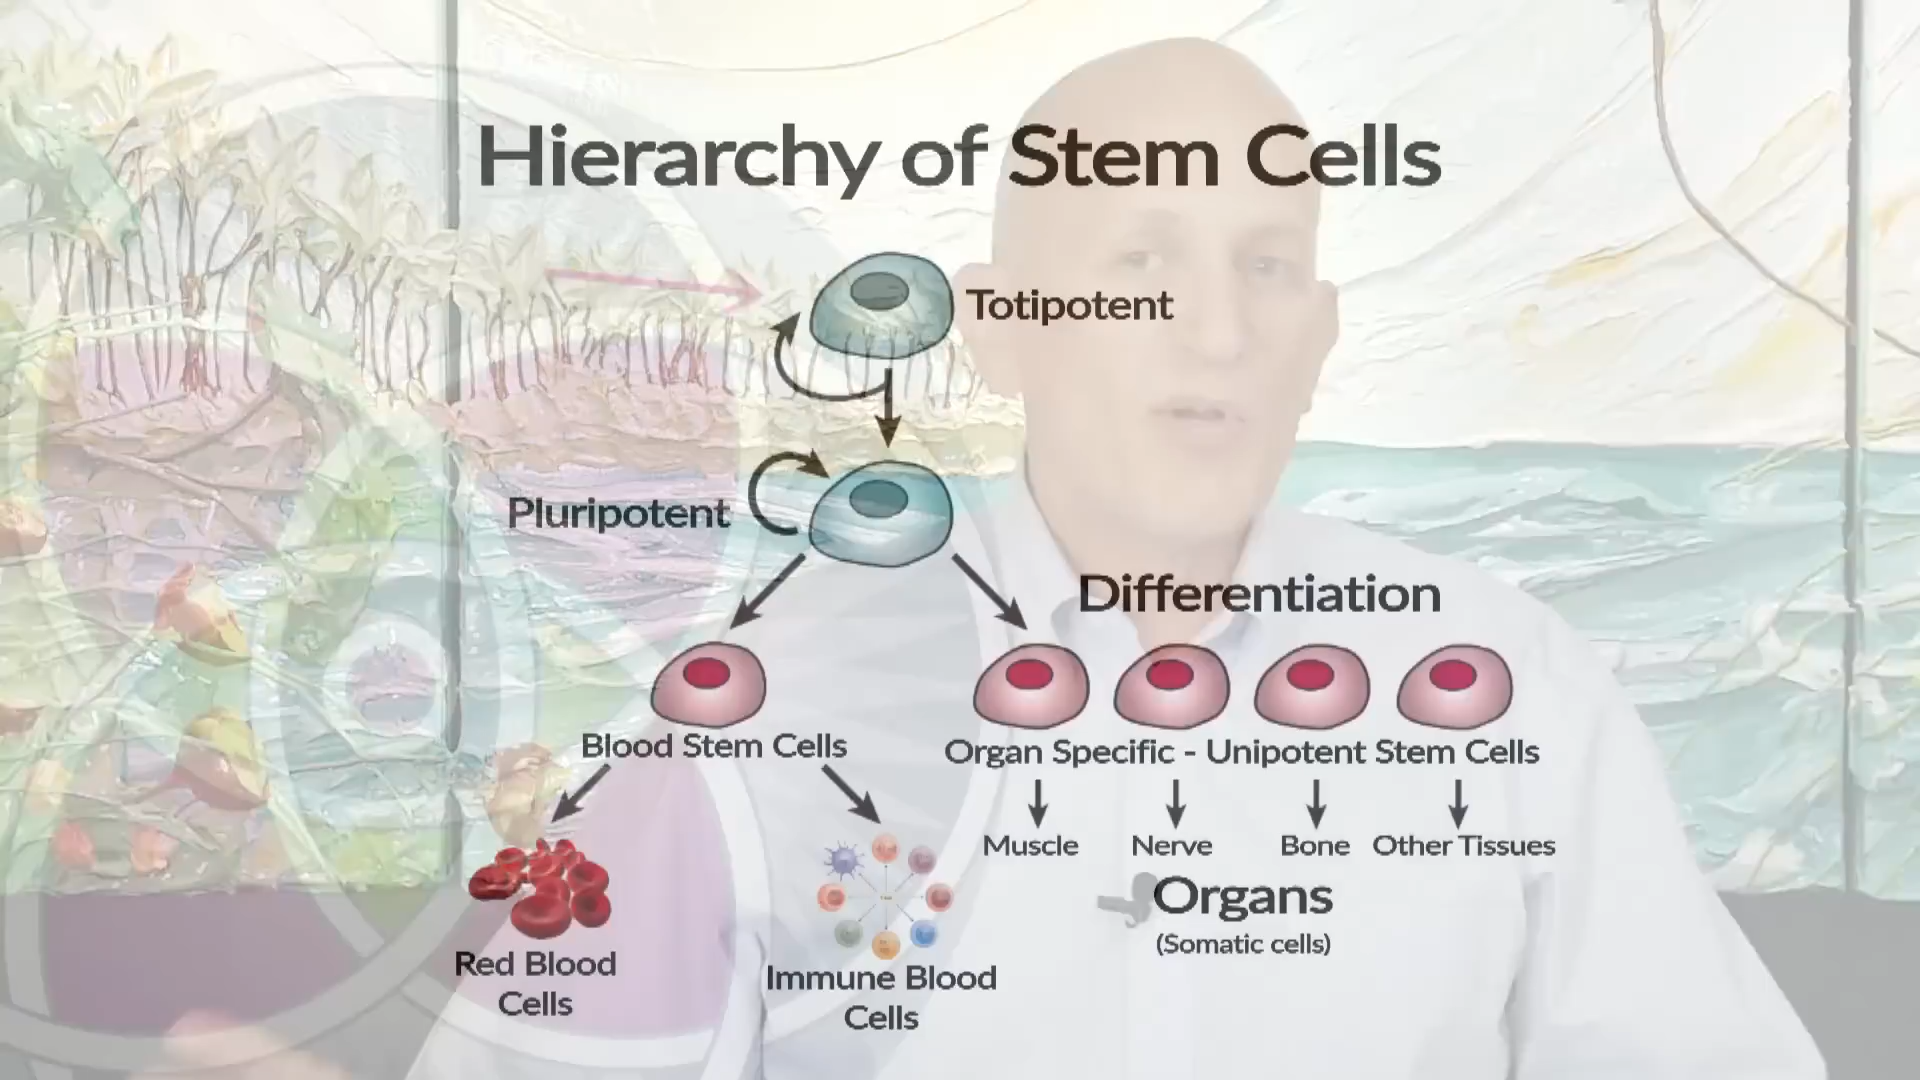 Hierarchy of Stem Cells
Totipotent
Pluripotent
Differentiation
Blood Stem Cells
Organ Specific - Unipotent Stem Cells
Muscle
Nerve
Bone
Other Tissues
Organs
(Somatic cells)
Red Blood
Cells
Immune Blood
Cells